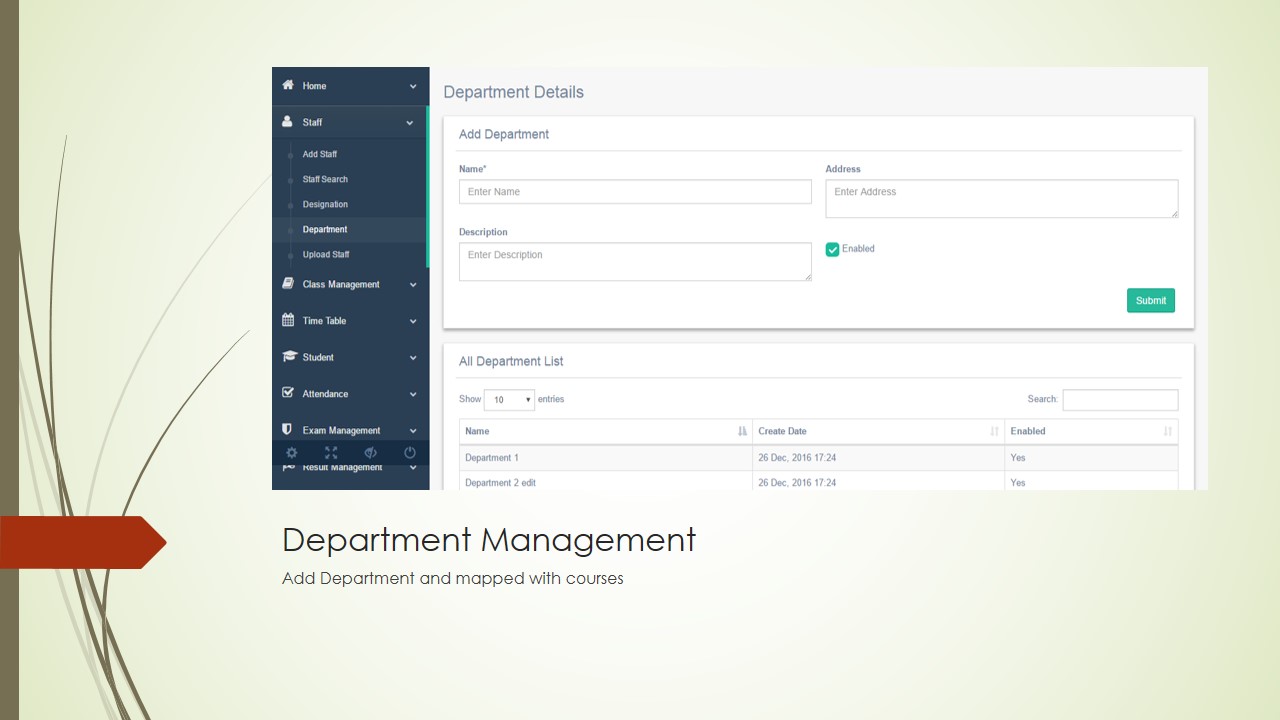 Home
Staff
Add Staff
Staff Search
Designation
Department
Upload Staff
Class Management
Time Table
Student
Attendance
Exam Management
Result Management
Department Details
Add Department
Name* Address
Enter Name Enter Address
Description
Enter Description Enabled
Submit
All Department List
Show 10 entries Search:
Name Create Date Enabled
Department 1 26 Dec, 2016 17:24 Yes
Department 2 edit 26 Dec, 2016 17:24 Yes
Department Management
Add Department and mapped with courses